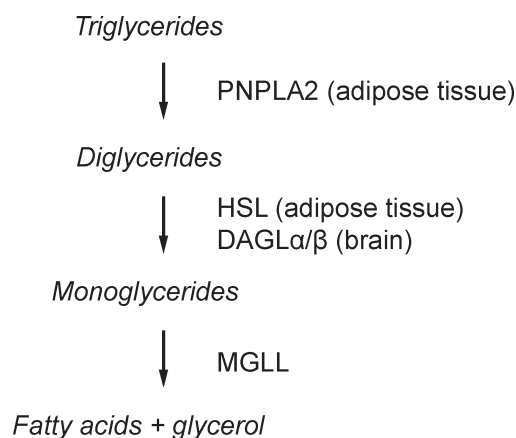 Triglycerides
PNPLA2 (adipose tissue)
Diglycerides
HSL (adipose tissue)
DAGLα/β (brain)
Monoglycerides
MGLL
Fatty acids + glycerol